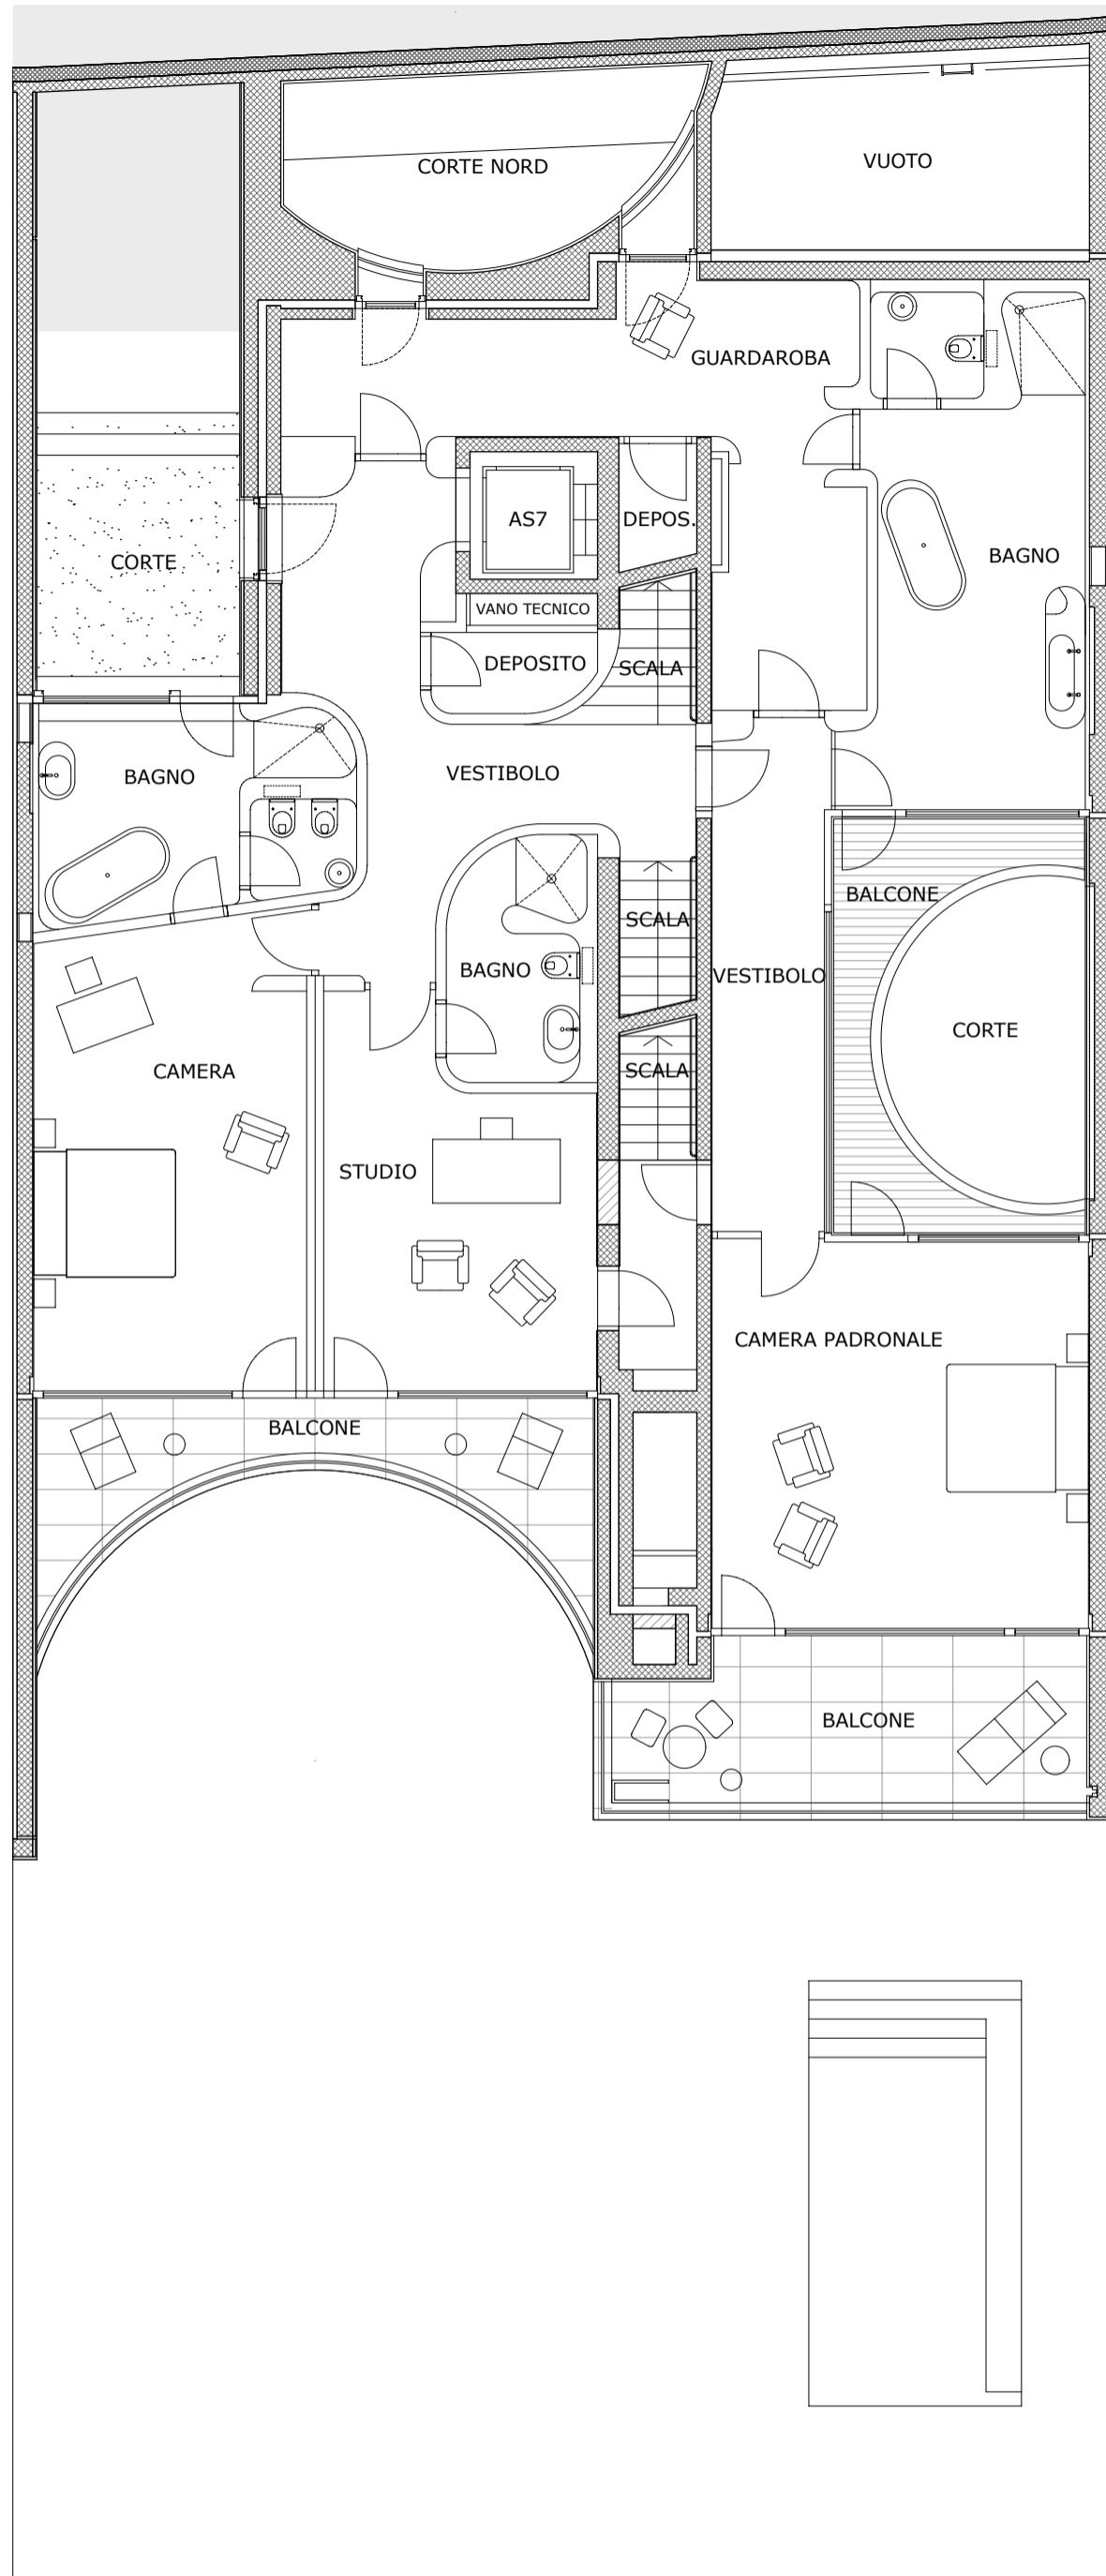 CORTE NORD
VUOTO
GUARDAROBA
AS7
DEPOS.
CORTE
BAGNO
VANO TECNICO
DEPOSITO
SCALA
BAGNO
VESTIBOLO
BALCONE
SCALA
BAGNO
VESTIBOLO
CORTE
CAMERA
SCALA
STUDIO
CAMERA PADRONALE
BALCONE
BALCONE